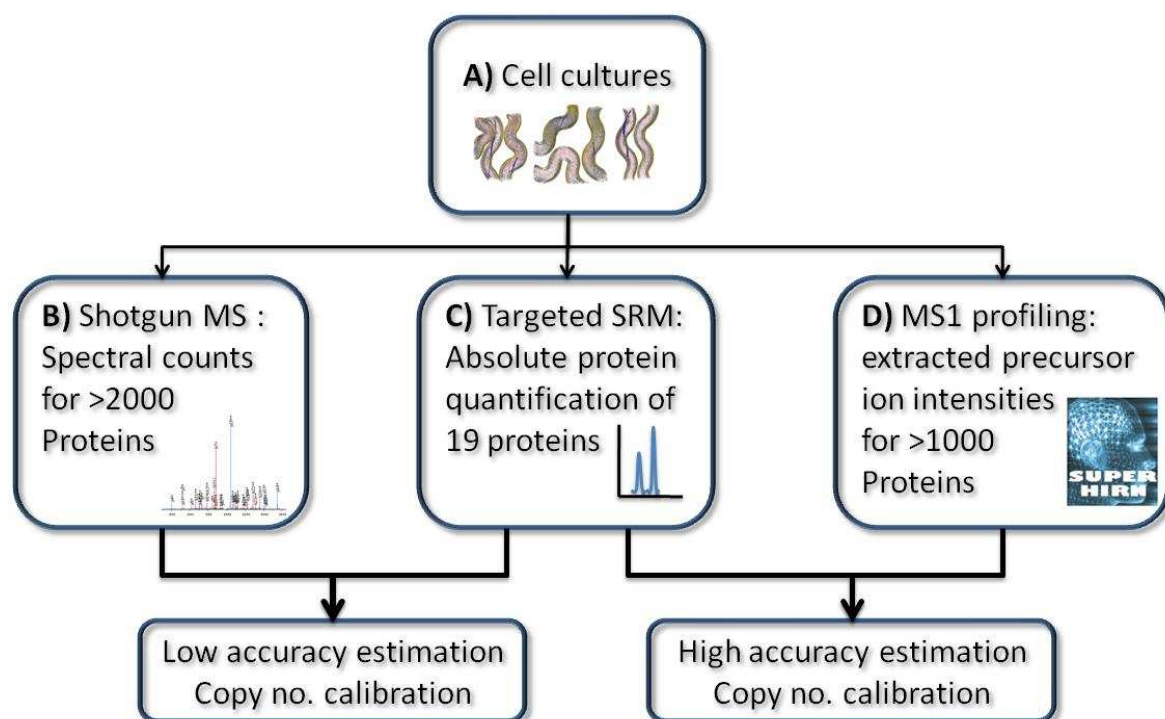 A) Cell cultures
B) Shotgun MS :
Spectral counts
for >2000
Proteins
C) Targeted SRM:
Absolute protein
quantification of
19 proteins
D) MS1 profiling:
extracted precursor
ion intensities
for >1000
Proteins
SUPER
HIRN
Low accuracy estimation
Copy no. calibration
High accuracy estimation
Copy no. calibration